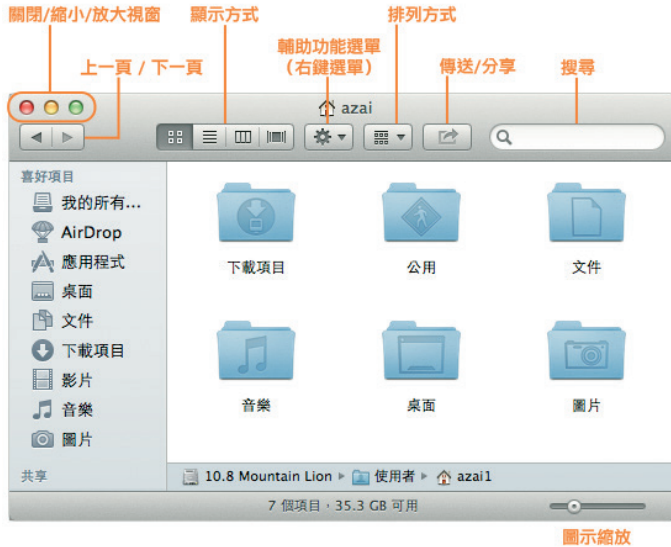 關閉/縮小/放大視窗
顯示方式
排列方式
輔助功能選單
（右鍵選單）
上一頁 / 下一頁
傳送/分享
搜尋
azai
喜好項目
我的所有...
AirDrop
應用程式
桌面
文件
下載項目
影片
音樂
圖片
共享
下載項目
公用
文件
音樂
桌面
圖片
10.8 Mountain Lion ▸ 使用者 ▸ azai1
7 個項目，35.3 GB 可用
圖示縮放